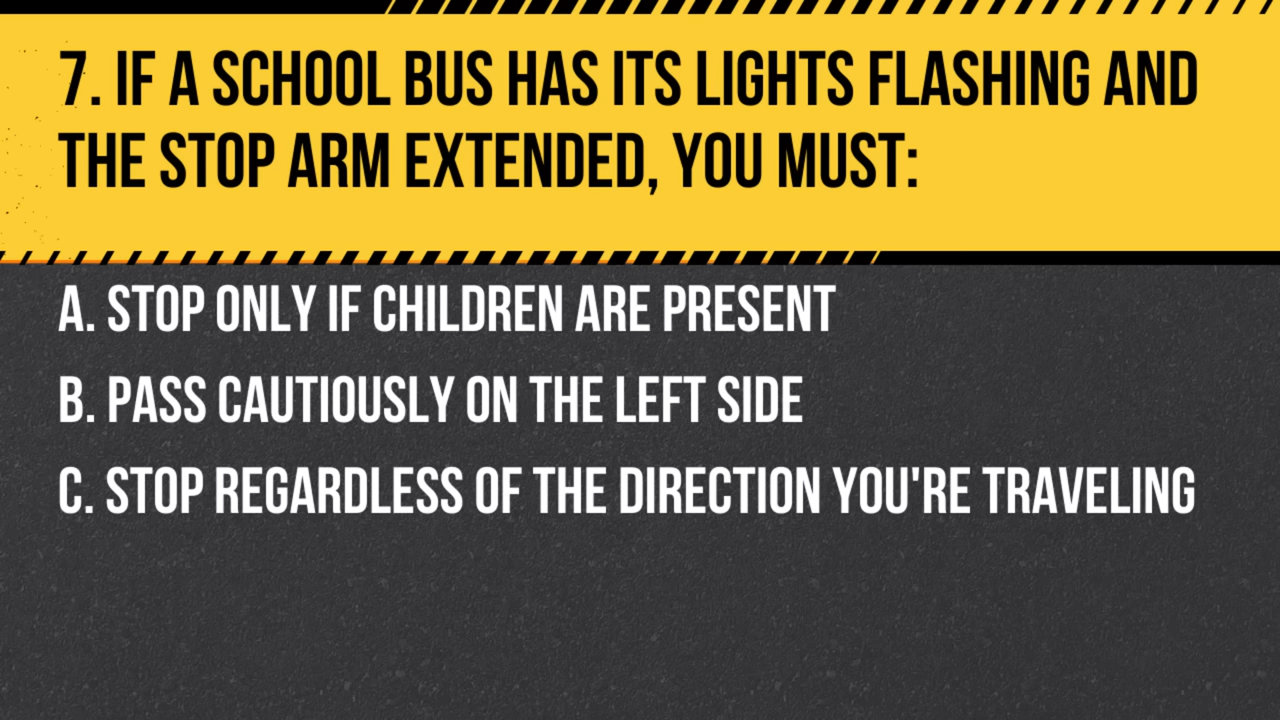 7. IF A SCHOOL BUS HAS ITS LIGHTS FLASHING AND
THE STOP ARM EXTENDED, YOU MUST:
A. STOP ONLY IF CHILDREN ARE PRESENT
B. PASS CAUTIOUSLY ON THE LEFT SIDE
C. STOP REGARDLESS OF THE DIRECTION YOU'RE TRAVELING